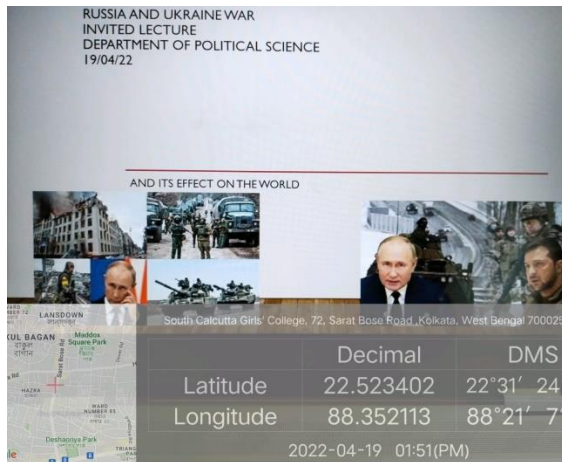 RUSSIA AND UKRAINE WAR
INVITED LECTURE
DEPARTMENT OF POLITICAL SCIENCE
19/04/22
AND ITS EFFECT ON THE WORLD
South Calcutta Girls' College, 72, Sarat Bose Road ,Kolkata, West Bengal 700025
Decimal DMS
Latitude 22.523402 22°31′ 24
Longitude 88.352113 88°21′ 7
2022-04-19 01:51(PM)
LANSDOWN
KUL BAGAN
Maddox
Square Park
Sarat Bose Rd
HAZRA
WARD
NUMBER 85
Deshapriya Park